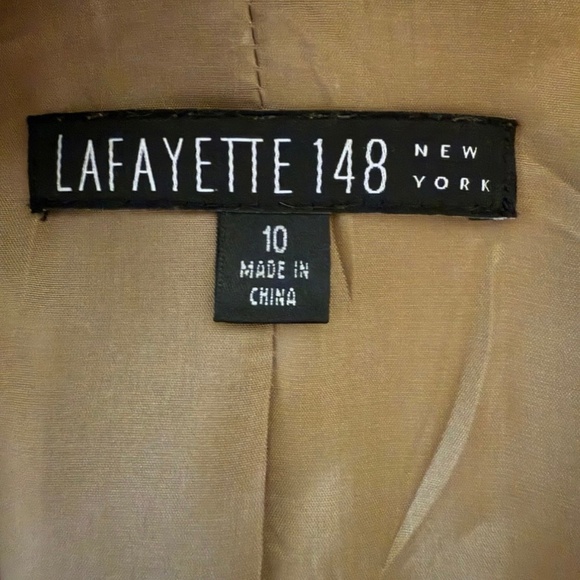 LAFAYETTE 148 NEW YORK
10
MADE IN
CHINA